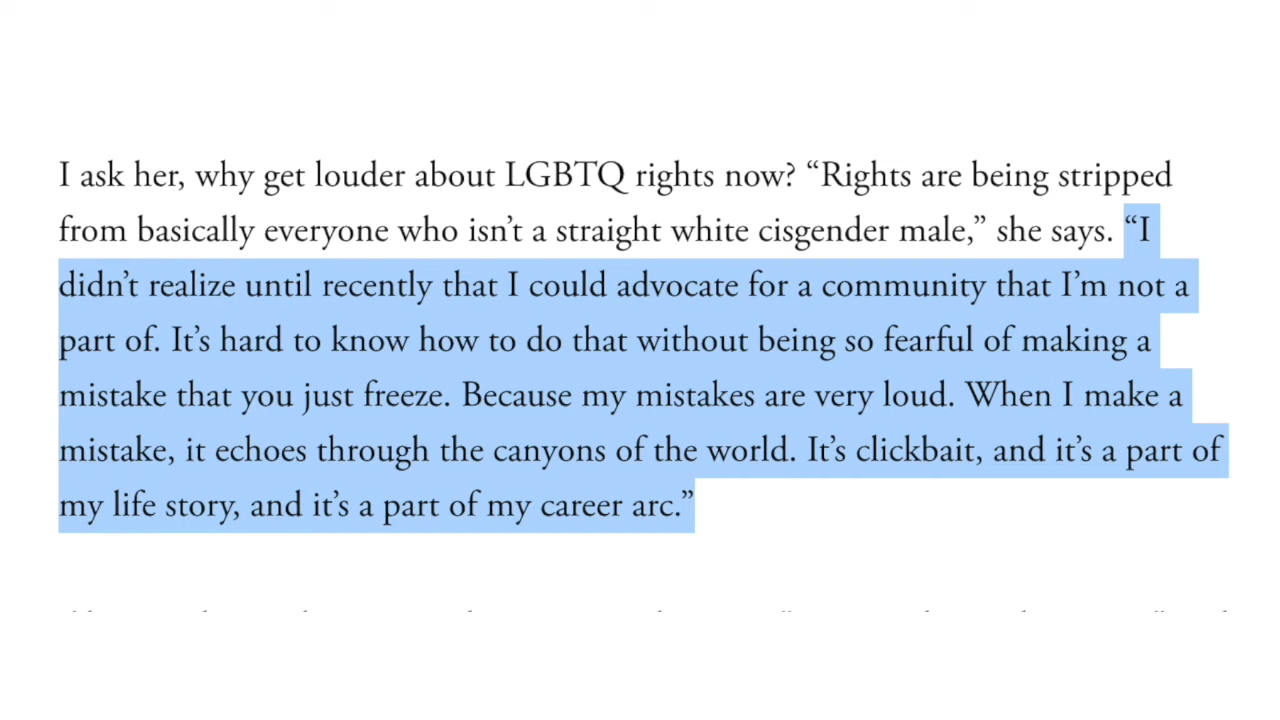 I ask her, why get louder about LGBTQ rights now? “Rights are being stripped
from basically everyone who isn’t a straight white cisgender male,” she says. “I
didn’t realize until recently that I could advocate for a community that I’m not a
part of. It’s hard to know how to do that without being so fearful of making a
mistake that you just freeze. Because my mistakes are very loud. When I make a
mistake, it echoes through the canyons of the world. It’s clickbait, and it’s a part of
my life story, and it’s a part of my career arc.”